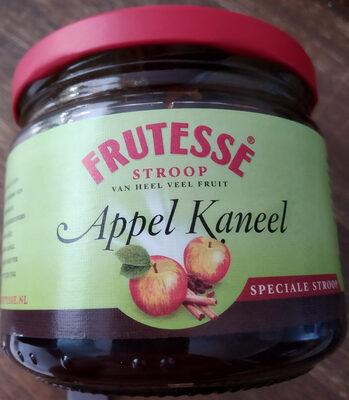 FRUTESSE®
STROOP
VAN HEEL VEEL FRUIT
Appel Kaneel
SPECIALE STROOP